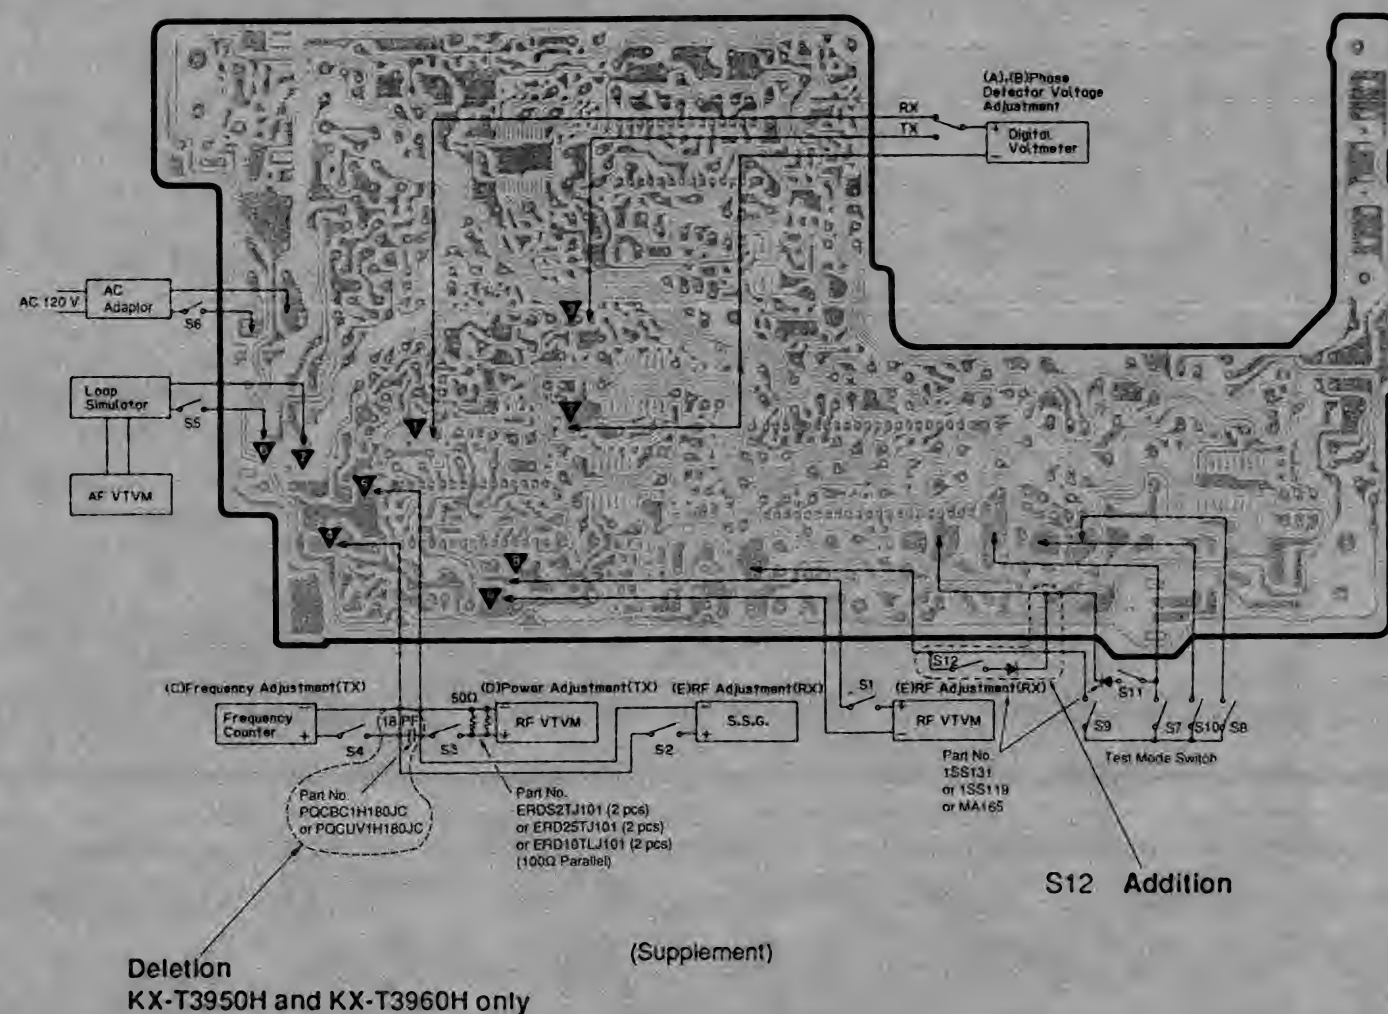 (A),(B)Phase
Detector Voltage
Adjustment
RX
TX
+
Digital
Voltmeter
−
AC 120 V
AC
Adaptor
S6
Loop
Simulator
S5
AF VTVM
1
5
4
S12
S11
S9
S7
S10
S8
Test Mode Switch
(C)Frequency Adjustment(TX)
Frequency
Counter
−
+
S4
(18 PF)
S3
50Ω
(D)Power Adjustment(TX)
RF VTVM
−
+
(E)RF Adjustment(RX)
S.S.G.
−
+
S2
S1
(E)RF Adjustment(RX)
RF VTVM
+
−
Part No.
PQCBC1H180JC
or PQCUV1H180JC
Part No.
ERDS2TJ101 (2 pcs)
or ERD25TJ101 (2 pcs)
or ERD10TLJ101 (2 pcs)
(100Ω Parallel)
Part No.
1SS131
or 1SS119
or MA165
S12 Addition
(Supplement)
Deletion
KX-T3950H and KX-T3960H only